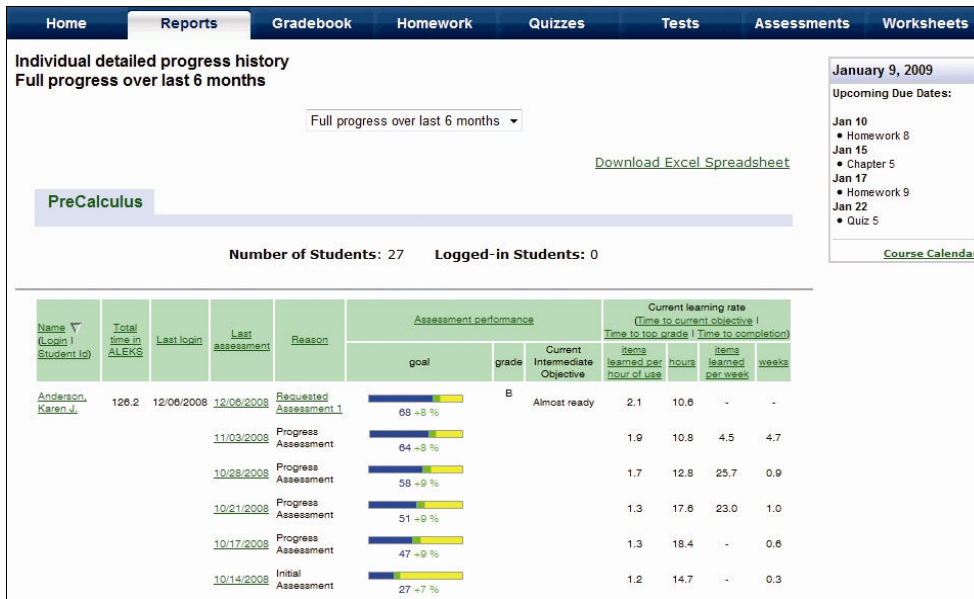 Home Reports Gradebook Homework Quizzes Tests Assessments Worksheets
Individual detailed progress history
Full progress over last 6 months
Full progress over last 6 months
Download Excel Spreadsheet
PreCalculus
Number of Students: 27 Logged-in Students: 0
January 9, 2009
Upcoming Due Dates:
Jan 10
• Homework 8
Jan 15
• Chapter 5
Jan 17
• Homework 9
Jan 22
• Quiz 5
Course Calenda
Name
(Login |
Student Id)
Total
time in
ALEKS
Last login
Last
assessment
Reason
Assessment performance
goal
grade
Current
Intermediate
Objective
Current learning rate
(Time to current objective |
Time to top grade | Time to completion)
items
learned per
hour of use
hours
items
learned
per week
weeks
Anderson,
Karen J.
126.2 12/06/2008 12/06/2008
Requested
Assessment 1
68 +8 %
B
Almost ready
2.1 10.6 - -
11/03/2008
Progress
Assessment
64 +8 %
1.9 10.8 4.5 4.7
10/28/2008
Progress
Assessment
58 +9 %
1.7 12.8 25.7 0.9
10/21/2008
Progress
Assessment
51 +9 %
1.3 17.6 23.0 1.0
10/17/2008
Progress
Assessment
47 +9 %
1.3 18.4 - 0.6
10/14/2008
Initial
Assessment
27 +7 %
1.2 14.7 - 0.3